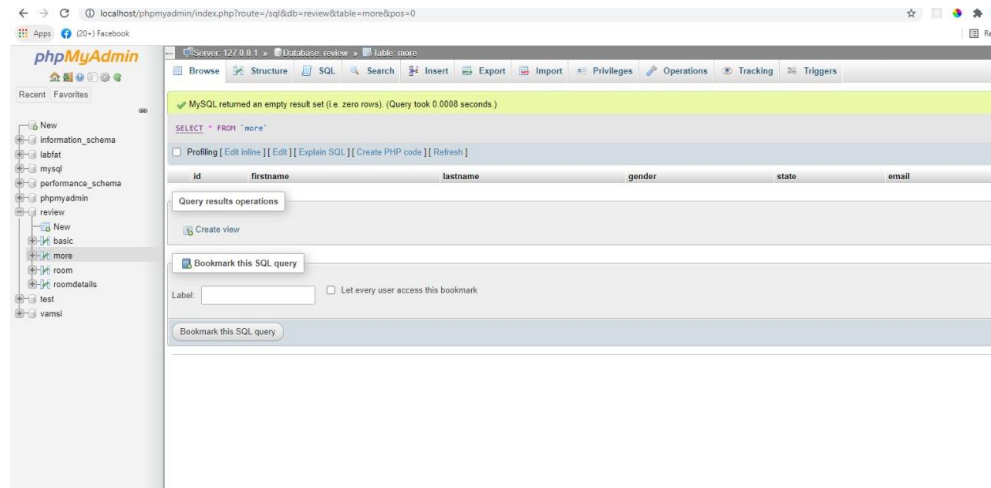 localhost/phpmyadmin/index.php?route=/sql&db=review&table=more&pos=0
Apps (20+) Facebook Re
phpMyAdmin
Recent Favorites
New
information_schema
labfat
mysql
performance_schema
phpmyadmin
review
New
basic
more
room
roomdetails
test
vamsi
Server: 127.0.0.1 » Database: review » Table: more
Browse Structure SQL Search Insert Export Import Privileges Operations Tracking Triggers
MySQL returned an empty result set (i.e. zero rows). (Query took 0.0008 seconds.)
SELECT * FROM `more`
Profiling [ Edit inline ] [ Edit ] [ Explain SQL ] [ Create PHP code ] [ Refresh ]
id firstname lastname gender state email
Query results operations
Create view
Bookmark this SQL query
Label: Let every user access this bookmark
Bookmark this SQL query